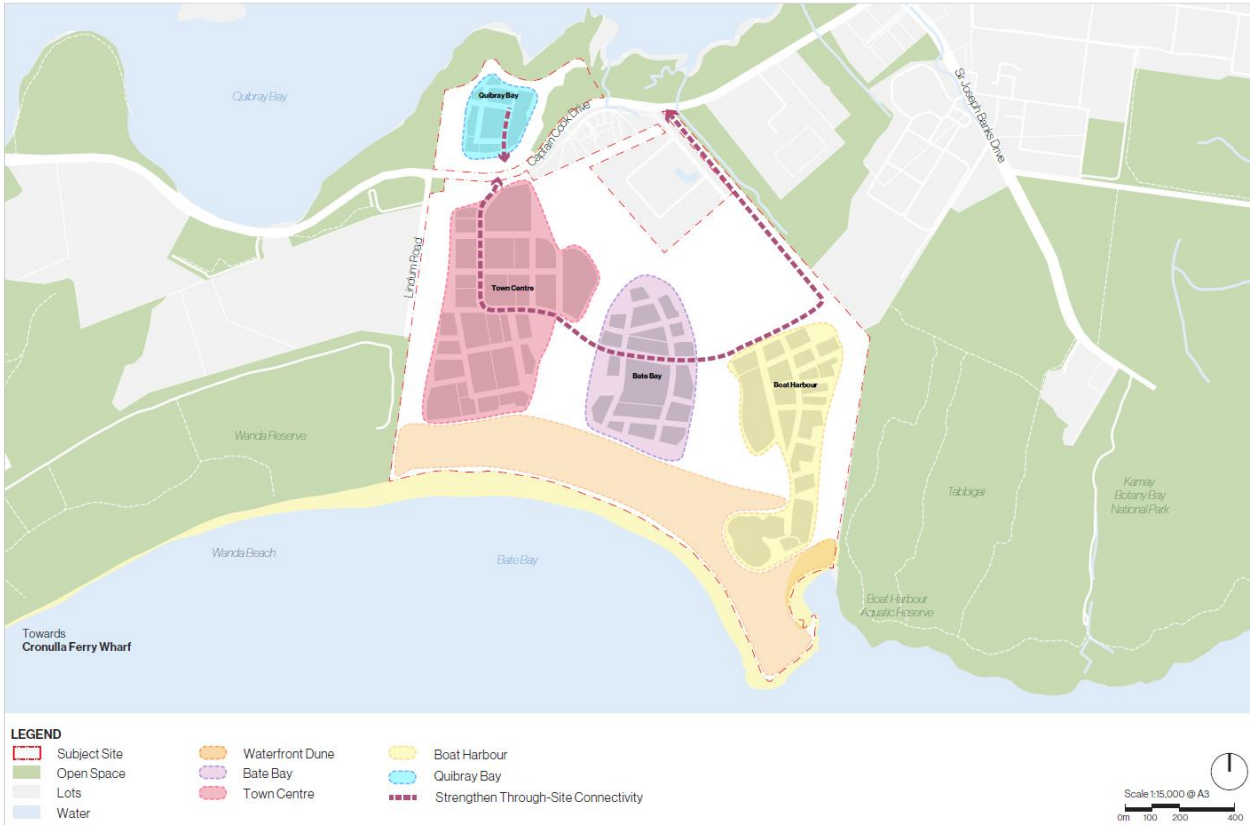 Quibray Bay
Quibray Bay
Captain Cook Drive
Sir Joseph Banks Drive
Lindum Road
Town Centre
Bate Bay
Boat Harbour
Wanda Reserve
Tabbigai
Kamay
Botany Bay
National Park
Wanda Beach
Bate Bay
Boat Harbour
Aquatic Reserve
Towards
Cronulla Ferry Wharf
LEGEND
Subject Site
Open Space
Lots
Water
Waterfront Dune
Bate Bay
Town Centre
Boat Harbour
Quibray Bay
Strengthen Through-Site Connectivity
Scale 1:15,000 @ A3
0m 100 200 400